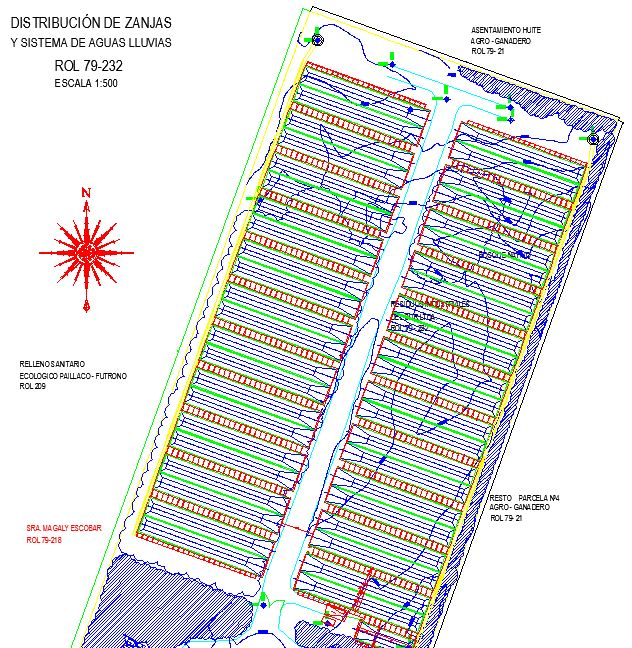 DISTRIBUCIÓN DE ZANJAS
Y SISTEMA DE AGUAS LLUVIAS
ROL 79-232
ESCALA 1:500
ASENTAMIENTO HUITE
AGRO - GANADERO
ROL 79- 21
N
RELLENO SANITARIO
ECOLOGICO PAILLACO - FUTRONO
ROL 209
RESTO PARCELA Nº4
AGRO - GANADERO
ROL 79- 21
SRA. MAGALY ESCOBAR
ROL 79-218